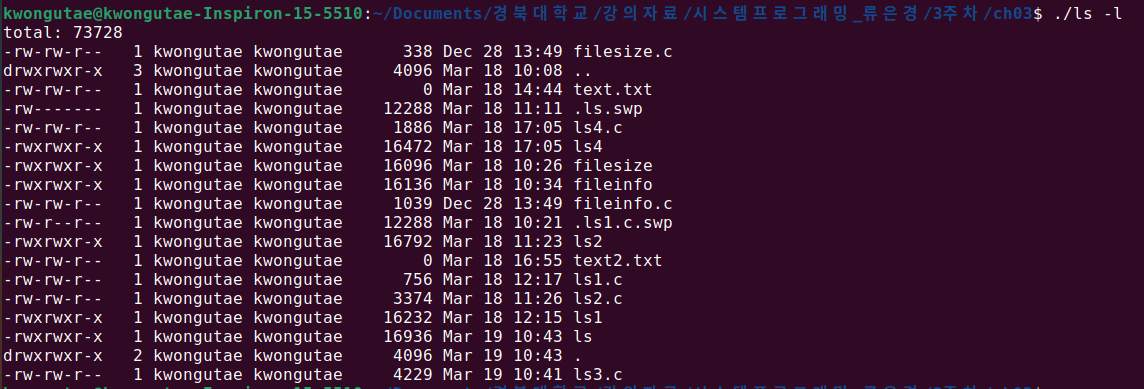 kwongutae@kwongutae-Inspiron-15-5510:~/Documents/경북대학교/강의자료/시스템프로그래밍_류은경/3주차/ch03$ ./ls -l
total: 73728
-rw-rw-r-- 1 kwongutae kwongutae 338 Dec 28 13:49 filesize.c
drwxrwxr-x 3 kwongutae kwongutae 4096 Mar 18 10:08 ..
-rw-rw-r-- 1 kwongutae kwongutae 0 Mar 18 14:44 text.txt
-rw------- 1 kwongutae kwongutae 12288 Mar 18 11:11 .ls.swp
-rw-rw-r-- 1 kwongutae kwongutae 1886 Mar 18 17:05 ls4.c
-rwxrwxr-x 1 kwongutae kwongutae 16472 Mar 18 17:05 ls4
-rwxrwxr-x 1 kwongutae kwongutae 16096 Mar 18 10:26 filesize
-rwxrwxr-x 1 kwongutae kwongutae 16136 Mar 18 10:34 fileinfo
-rw-rw-r-- 1 kwongutae kwongutae 1039 Dec 28 13:49 fileinfo.c
-rw-r--r-- 1 kwongutae kwongutae 12288 Mar 18 10:21 .ls1.c.swp
-rwxrwxr-x 1 kwongutae kwongutae 16792 Mar 18 11:23 ls2
-rw-rw-r-- 1 kwongutae kwongutae 0 Mar 18 16:55 text2.txt
-rw-rw-r-- 1 kwongutae kwongutae 756 Mar 18 12:17 ls1.c
-rw-rw-r-- 1 kwongutae kwongutae 3374 Mar 18 11:26 ls2.c
-rwxrwxr-x 1 kwongutae kwongutae 16232 Mar 18 12:15 ls1
-rwxrwxr-x 1 kwongutae kwongutae 16936 Mar 19 10:43 ls
drwxrwxr-x 2 kwongutae kwongutae 4096 Mar 19 10:43 .
-rw-rw-r-- 1 kwongutae kwongutae 4229 Mar 19 10:41 ls3.c